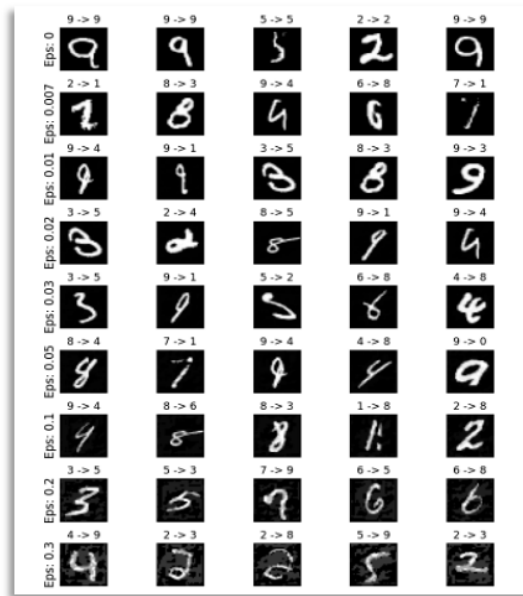 9 -> 9 9 -> 9 5 -> 5 2 -> 2 9 -> 9
Eps: 0
2 -> 1 8 -> 3 9 -> 4 6 -> 8 7 -> 1
Eps: 0.007
9 -> 4 9 -> 1 3 -> 5 8 -> 3 9 -> 3
Eps: 0.01
3 -> 5 2 -> 4 8 -> 5 9 -> 1 9 -> 4
Eps: 0.02
3 -> 5 9 -> 1 5 -> 2 6 -> 8 4 -> 8
Eps: 0.03
8 -> 4 7 -> 1 9 -> 4 4 -> 8 9 -> 0
Eps: 0.05
9 -> 4 8 -> 6 8 -> 3 1 -> 8 2 -> 8
Eps: 0.1
3 -> 5 5 -> 3 7 -> 9 6 -> 5 6 -> 8
Eps: 0.2
4 -> 9 2 -> 3 2 -> 8 5 -> 9 2 -> 3
Eps: 0.3